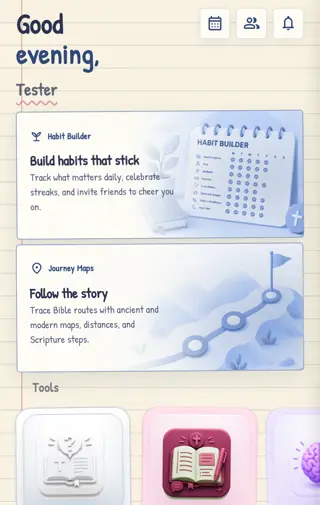 Good
evening,
Tester
Habit Builder
Build habits that stick
Track what matters daily, celebrate
streaks, and invite friends to cheer you
on.
HABIT BUILDER
Journey Maps
Follow the story
Trace Bible routes with ancient and
modern maps, distances, and
Scripture steps.
Tools